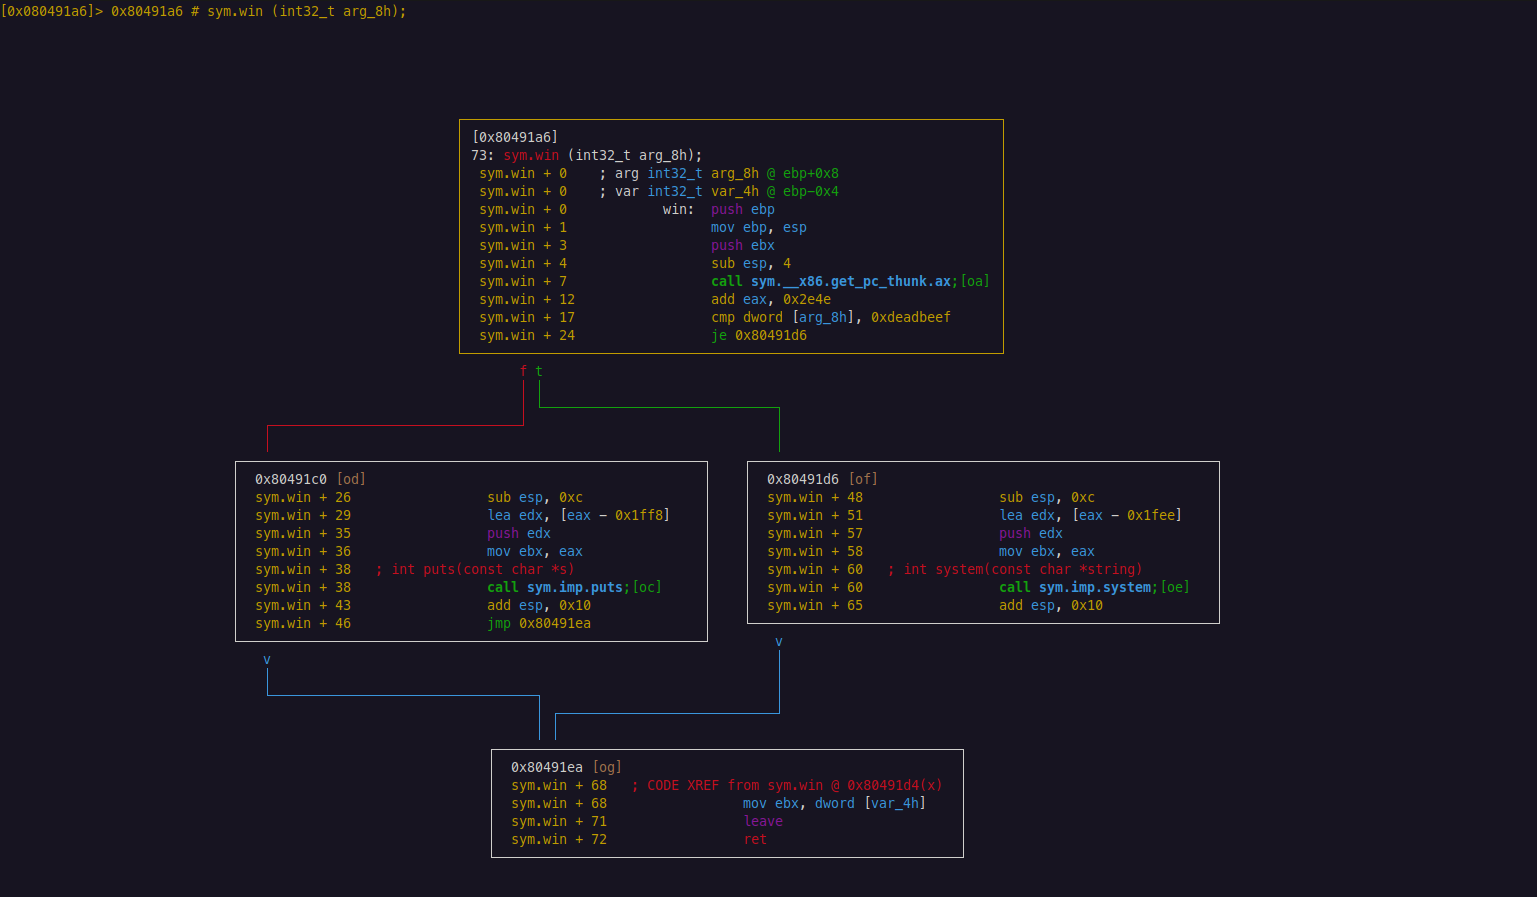 [0x080491a6]> 0x80491a6 # sym.win (int32_t arg_8h);
[0x80491a6]
73: sym.win (int32_t arg_8h);
sym.win + 0 ; arg int32_t arg_8h @ ebp+0x8
sym.win + 0 ; var int32_t var_4h @ ebp-0x4
sym.win + 0 win: push ebp
sym.win + 1 mov ebp, esp
sym.win + 3 push ebx
sym.win + 4 sub esp, 4
sym.win + 7 call sym.__x86.get_pc_thunk.ax;[oa]
sym.win + 12 add eax, 0x2e4e
sym.win + 17 cmp dword [arg_8h], 0xdeadbeef
sym.win + 24 je 0x80491d6
f t
0x80491c0 [od]
sym.win + 26 sub esp, 0xc
sym.win + 29 lea edx, [eax - 0x1ff8]
sym.win + 35 push edx
sym.win + 36 mov ebx, eax
sym.win + 38 ; int puts(const char *s)
sym.win + 38 call sym.imp.puts;[oc]
sym.win + 43 add esp, 0x10
sym.win + 46 jmp 0x80491ea
v
0x80491d6 [of]
sym.win + 48 sub esp, 0xc
sym.win + 51 lea edx, [eax - 0x1fee]
sym.win + 57 push edx
sym.win + 58 mov ebx, eax
sym.win + 60 ; int system(const char *string)
sym.win + 60 call sym.imp.system;[oe]
sym.win + 65 add esp, 0x10
v
0x80491ea [og]
sym.win + 68 ; CODE XREF from sym.win @ 0x80491d4(x)
sym.win + 68 mov ebx, dword [var_4h]
sym.win + 71 leave
sym.win + 72 ret